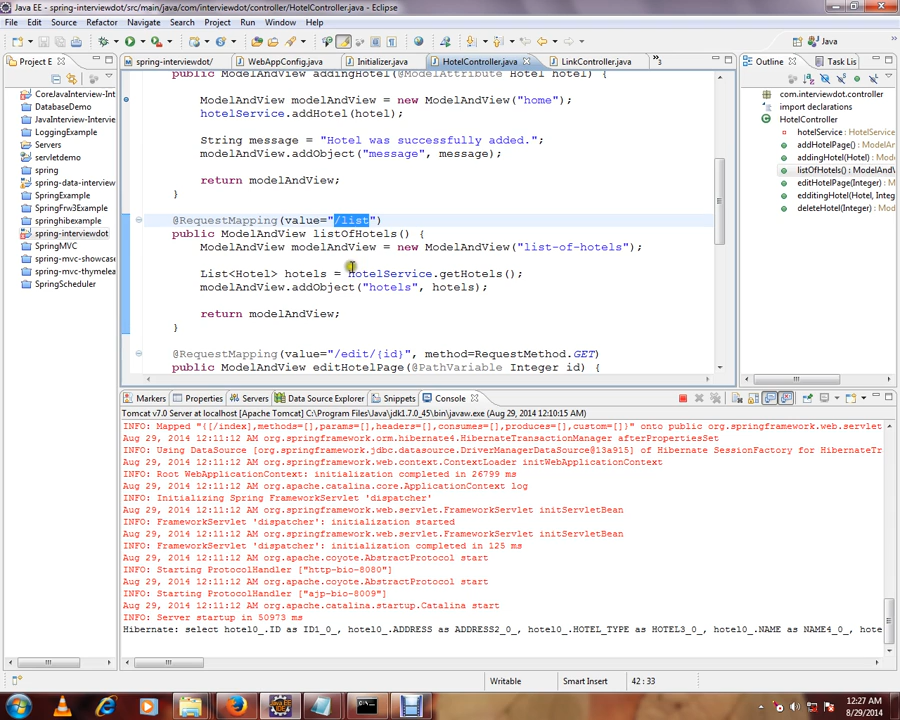 Java EE - spring-interviewdot/src/main/java/com/interviewdot/controller/HotelController.java - Eclipse
File Edit Source Refactor Navigate Search Project Run Window Help
Java
Project E
CoreJavaInterview-Int
DatabaseDemo
JavaInterview-Intervie
LoggingExample
Servers
servletdemo
spring
spring-data-interview
SpringExample
SpringFrw3Example
springhibexample
spring-interviewdot
SpringMVC
spring-mvc-showcase
spring-mvc-thymelea
SpringScheduler
spring-interviewdot/ WebAppConfig.java Initializer.java HotelController.java LinkController.java »3
public ModelAndView addingHotel(@ModelAttribute Hotel hotel) {
ModelAndView modelAndView = new ModelAndView("home");
hotelService.addHotel(hotel);
String message = "Hotel was successfully added.";
modelAndView.addObject("message", message);
return modelAndView;
}
@RequestMapping(value="/list")
public ModelAndView listOfHotels() {
ModelAndView modelAndView = new ModelAndView("list-of-hotels");
List<Hotel> hotels = hotelService.getHotels();
modelAndView.addObject("hotels", hotels);
return modelAndView;
}
@RequestMapping(value="/edit/{id}", method=RequestMethod.GET)
public ModelAndView editHotelPage(@PathVariable Integer id) {
Outline Task Lis
com.interviewdot.controller
import declarations
HotelController
hotelService : HotelServic
addHotelPage() : ModelAn
addingHotel(Hotel) : Mode
listOfHotels() : ModelAndV
editHotelPage(Integer) : M
edditingHotel(Hotel, Integ
deleteHotel(Integer) : Mod
Markers Properties Servers Data Source Explorer Snippets Console
Tomcat v7.0 Server at localhost [Apache Tomcat] C:\Program Files\Java\jdk1.7.0_45\bin\javaw.exe (Aug 29, 2014 12:10:15 AM)
INFO: Mapped "{[/index],methods=[],params=[],headers=[],consumes=[],produces=[],custom=[]}" onto public org.springframework.web.servlet
Aug 29, 2014 12:11:12 AM org.springframework.orm.hibernate4.HibernateTransactionManager afterPropertiesSet
INFO: Using DataSource [org.springframework.jdbc.datasource.DriverManagerDataSource@13a915] of Hibernate SessionFactory for HibernateTr
Aug 29, 2014 12:11:12 AM org.springframework.web.context.ContextLoader initWebApplicationContext
INFO: Root WebApplicationContext: initialization completed in 26799 ms
Aug 29, 2014 12:11:12 AM org.apache.catalina.core.ApplicationContext log
INFO: Initializing Spring FrameworkServlet 'dispatcher'
Aug 29, 2014 12:11:12 AM org.springframework.web.servlet.FrameworkServlet initServletBean
INFO: FrameworkServlet 'dispatcher': initialization started
Aug 29, 2014 12:11:12 AM org.springframework.web.servlet.FrameworkServlet initServletBean
INFO: FrameworkServlet 'dispatcher': initialization completed in 125 ms
Aug 29, 2014 12:11:12 AM org.apache.coyote.AbstractProtocol start
INFO: Starting ProtocolHandler ["http-bio-8080"]
Aug 29, 2014 12:11:12 AM org.apache.coyote.AbstractProtocol start
INFO: Starting ProtocolHandler ["ajp-bio-8009"]
Aug 29, 2014 12:11:12 AM org.apache.catalina.startup.Catalina start
INFO: Server startup in 50973 ms
Hibernate: select hotel0_.ID as ID1_0_, hotel0_.ADDRESS as ADDRESS2_0_, hotel0_.HOTEL_TYPE as HOTEL3_0_, hotel0_.NAME as NAME4_0_, hote
Writable Smart Insert 42 : 33
12:27 AM
8/29/2014